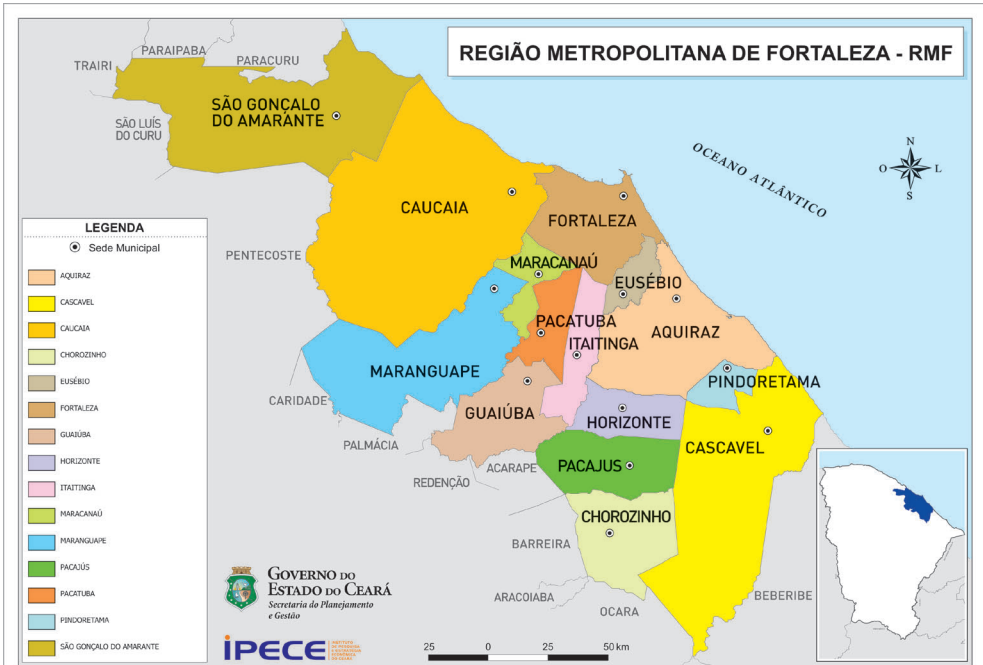 REGIÃO METROPOLITANA DE FORTALEZA - RMF
PARAIPABA
TRAIRI
PARACURU
SÃO GONÇALO
DO AMARANTE
SÃO LUÍS
DO CURU
OCEANO ATLÂNTICO
N
O
L
S
CAUCAIA
FORTALEZA
PENTECOSTE
MARACANAÚ
EUSÉBIO
PACATUBA
AQUIRAZ
ITAITINGA
MARANGUAPE
PINDORETAMA
CARIDADE
GUAIÚBA
HORIZONTE
PALMÁCIA
CASCAVEL
ACARAPE
PACAJUS
REDENÇÃO
CHOROZINHO
BARREIRA
ARACOIABA
OCARA
BEBERIBE
LEGENDA
Sede Municipal
AQUIRAZ
CASCAVEL
CAUCAIA
CHOROZINHO
EUSÉBIO
FORTALEZA
GUAIÚBA
HORIZONTE
ITAITINGA
MARACANAÚ
MARANGUAPE
PACAJÚS
PACATUBA
PINDORETAMA
SÃO GONÇALO DO AMARANTE
GOVERNO DO
ESTADO DO CEARÁ
Secretaria do Planejamento
e Gestão
IPECE
25
0
25
50 km